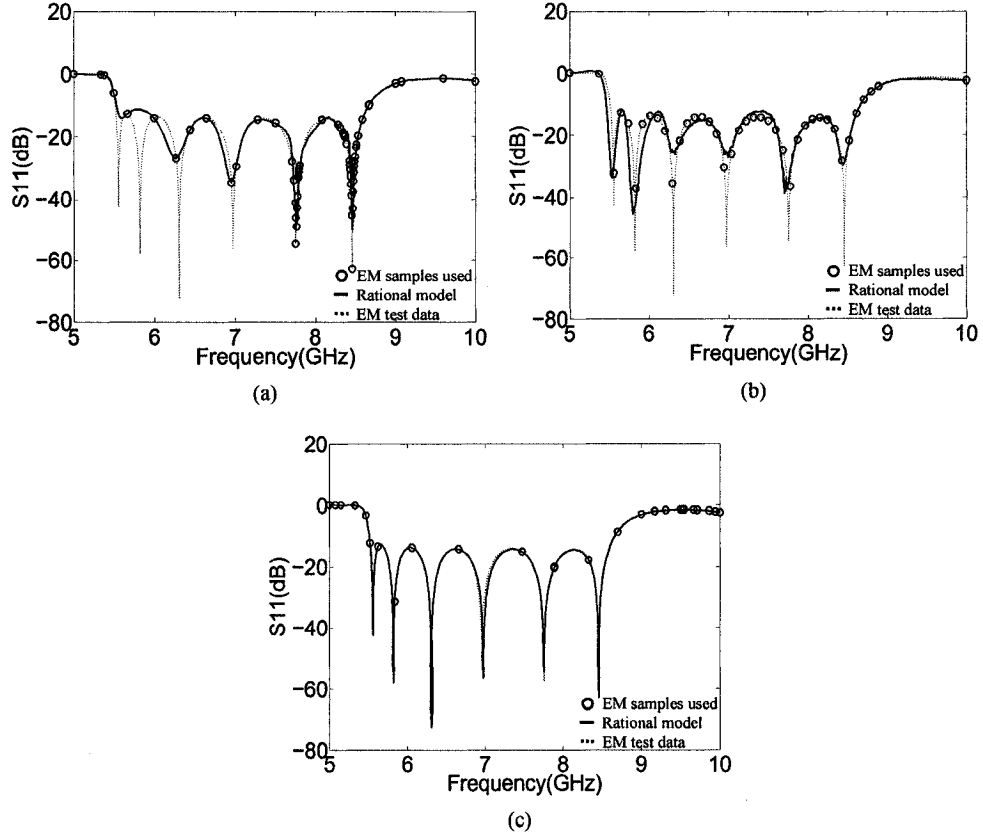 20
0
−20
−40
−60
−80
S11(dB)
EM samples used
Rational model
EM test data
5 6 7 8 9 10
Frequency(GHz)
(a)
20
0
−20
−40
−60
−80
S11(dB)
EM samples used
Rational model
EM test data
5 6 7 8 9 10
Frequency(GHz)
(b)
20
0
−20
−40
−60
−80
S11(dB)
EM samples used
Rational model
EM test data
5 6 7 8 9 10
Frequency(GHz)
(c)